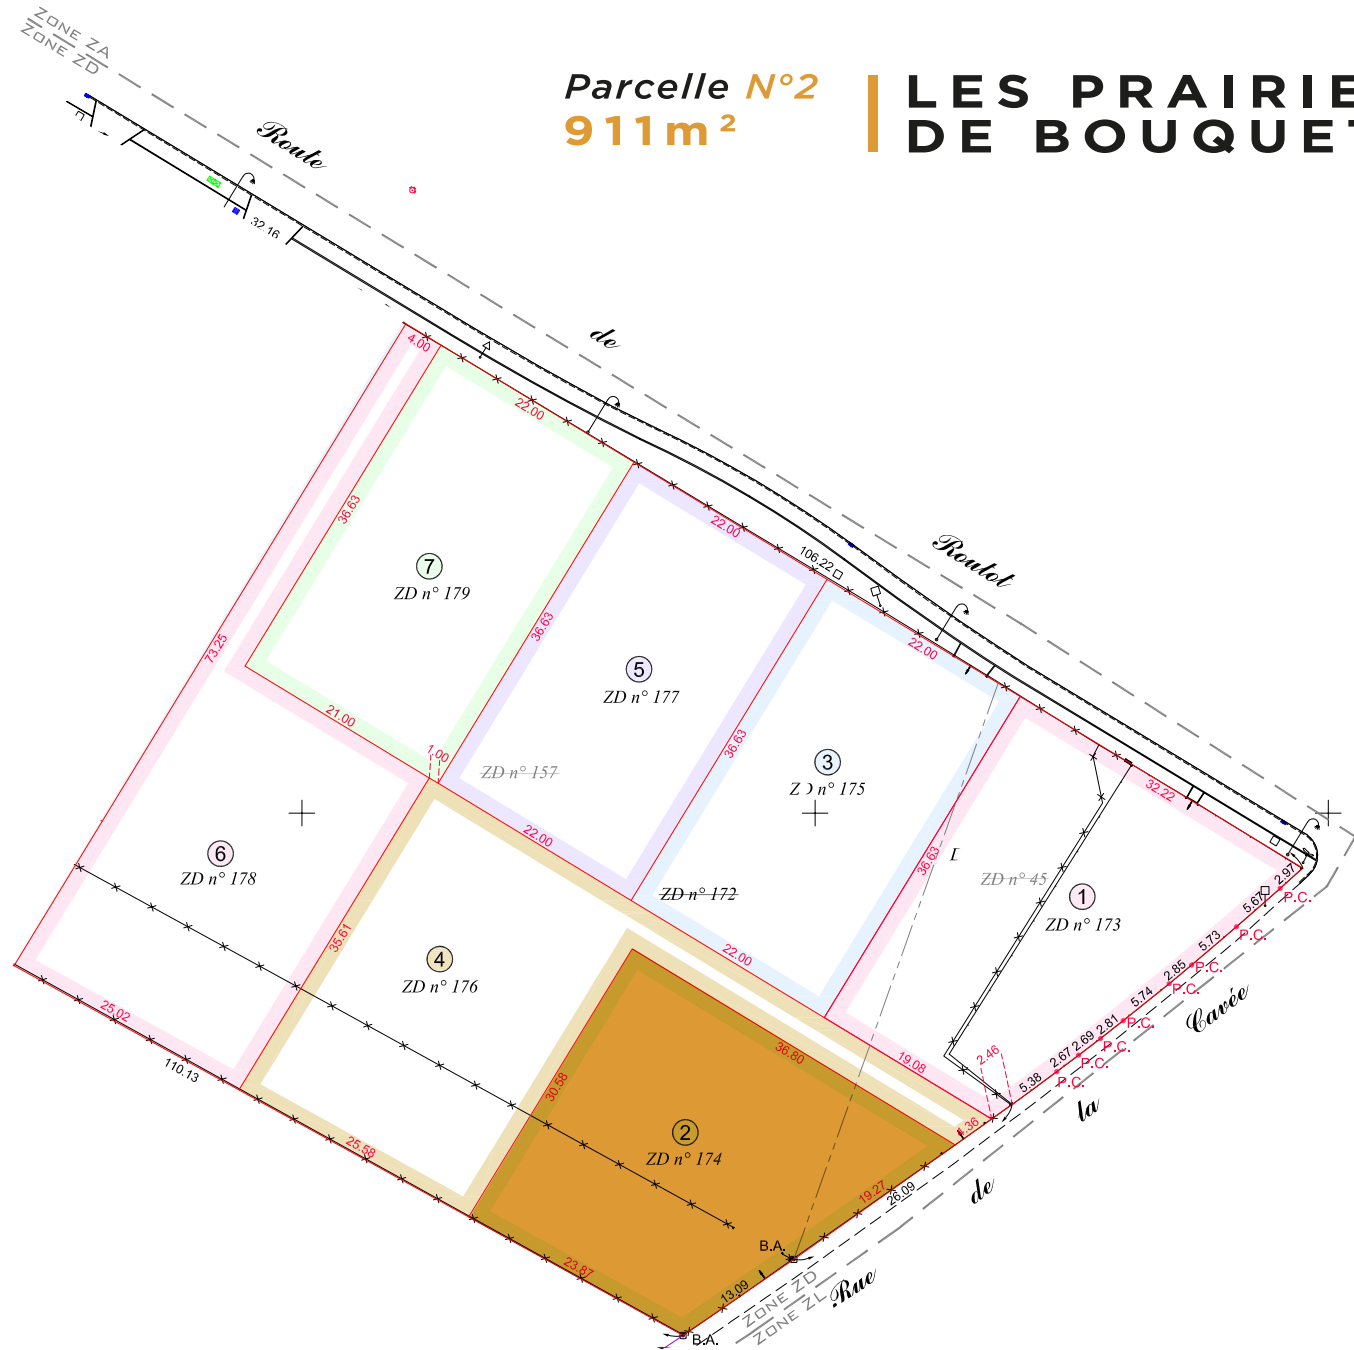 ZONE ZA
ZONE ZD
Parcelle N°2
911m²
LES PRAIRIE
DE BOUQUET
Route
32.16
de
4.00
22.00
36.63
7
ZD n° 179
22.00
106.22
Routot
73.25
36.63
5
ZD n° 177
22.00
21.00
1.00
ZD n° 157
36.63
3
ZD n° 175
32.22
22.00
36.63
6
ZD n° 178
ZD n° 172
ZD n° 45
1
ZD n° 173
2.97
5.67
P.C.
5.73
P.C.
P.C.
2.85
P.C.
5.74
P.C.
2.81
P.C.
2.69
2.67
P.C.
5.38
Cavée
35.61
4
ZD n° 176
22.00
25.02
110.13
36.80
19.08
2.46
la
30.58
2
ZD n° 174
4.36
25.58
19.27
26.09
de
23.87
B.A.
13.09
B.A.
ZONE ZD
ZONE ZL
Rue